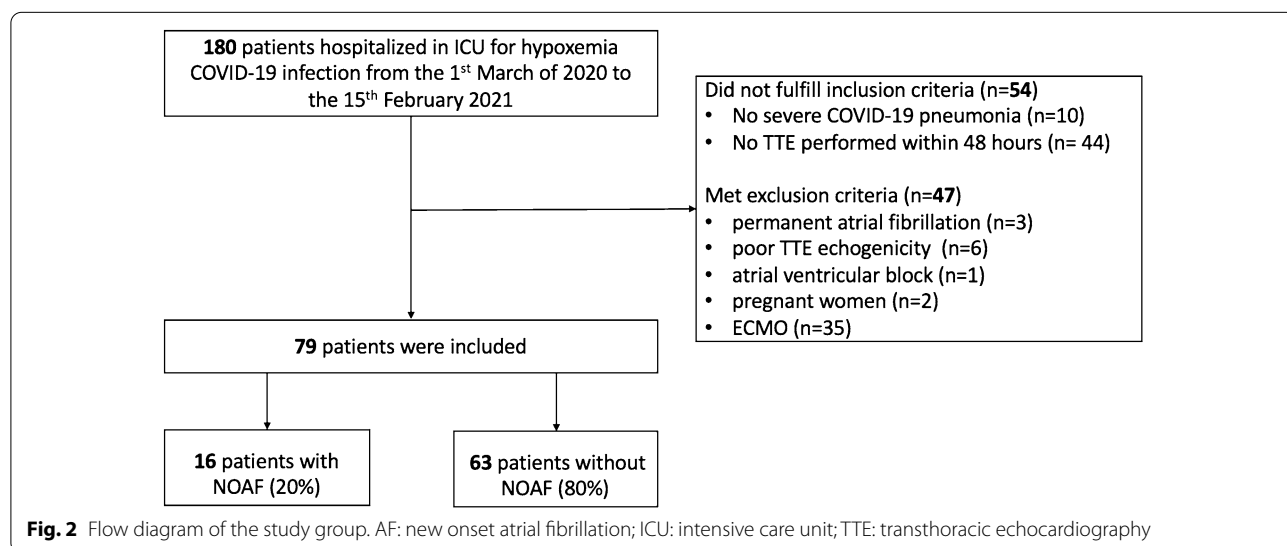 180 patients hospitalized in ICU for hypoxemia
COVID-19 infection from the 1st March of 2020 to
the 15th February 2021
Did not fulfill inclusion criteria (n=54)
• No severe COVID-19 pneumonia (n=10)
• No TTE performed within 48 hours (n= 44)
Met exclusion criteria (n=47)
• permanent atrial fibrillation (n=3)
• poor TTE echogenicity (n=6)
• atrial ventricular block (n=1)
• pregnant women (n=2)
• ECMO (n=35)
79 patients were included
16 patients with
NOAF (20%)
63 patients without
NOAF (80%)
Fig. 2 Flow diagram of the study group. AF: new onset atrial fibrillation; ICU: intensive care unit; TTE: transthoracic echocardiography